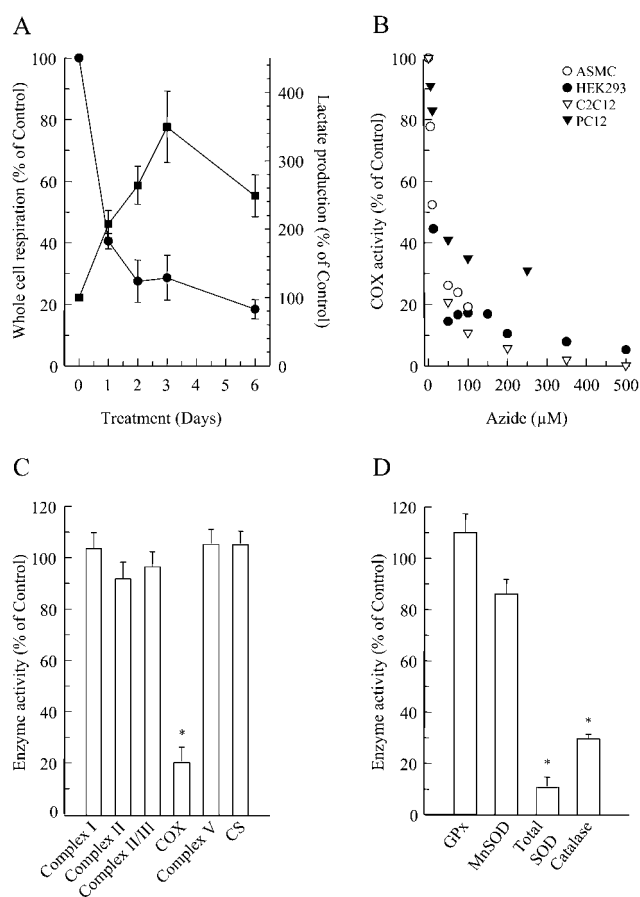 A
Whole cell respiration (% of Control)
100
80
60
40
20
0
Lactate production (% of Control)
400
300
200
100
0
0 1 2 3 4 5 6
Treatment (Days)
B
COX activity (% of Control)
100
80
60
40
20
0
ASMC
HEK293
C2C12
PC12
0 100 200 300 400 500
Azide (µM)
C
Enzyme activity (% of Control)
120
100
80
60
40
20
0
*
Complex I
Complex II
Complex II/III
COX
Complex V
CS
D
Enzyme activity (% of Control)
120
100
80
60
40
20
0
*
*
GPx
MnSOD
Total
SOD
Catalase